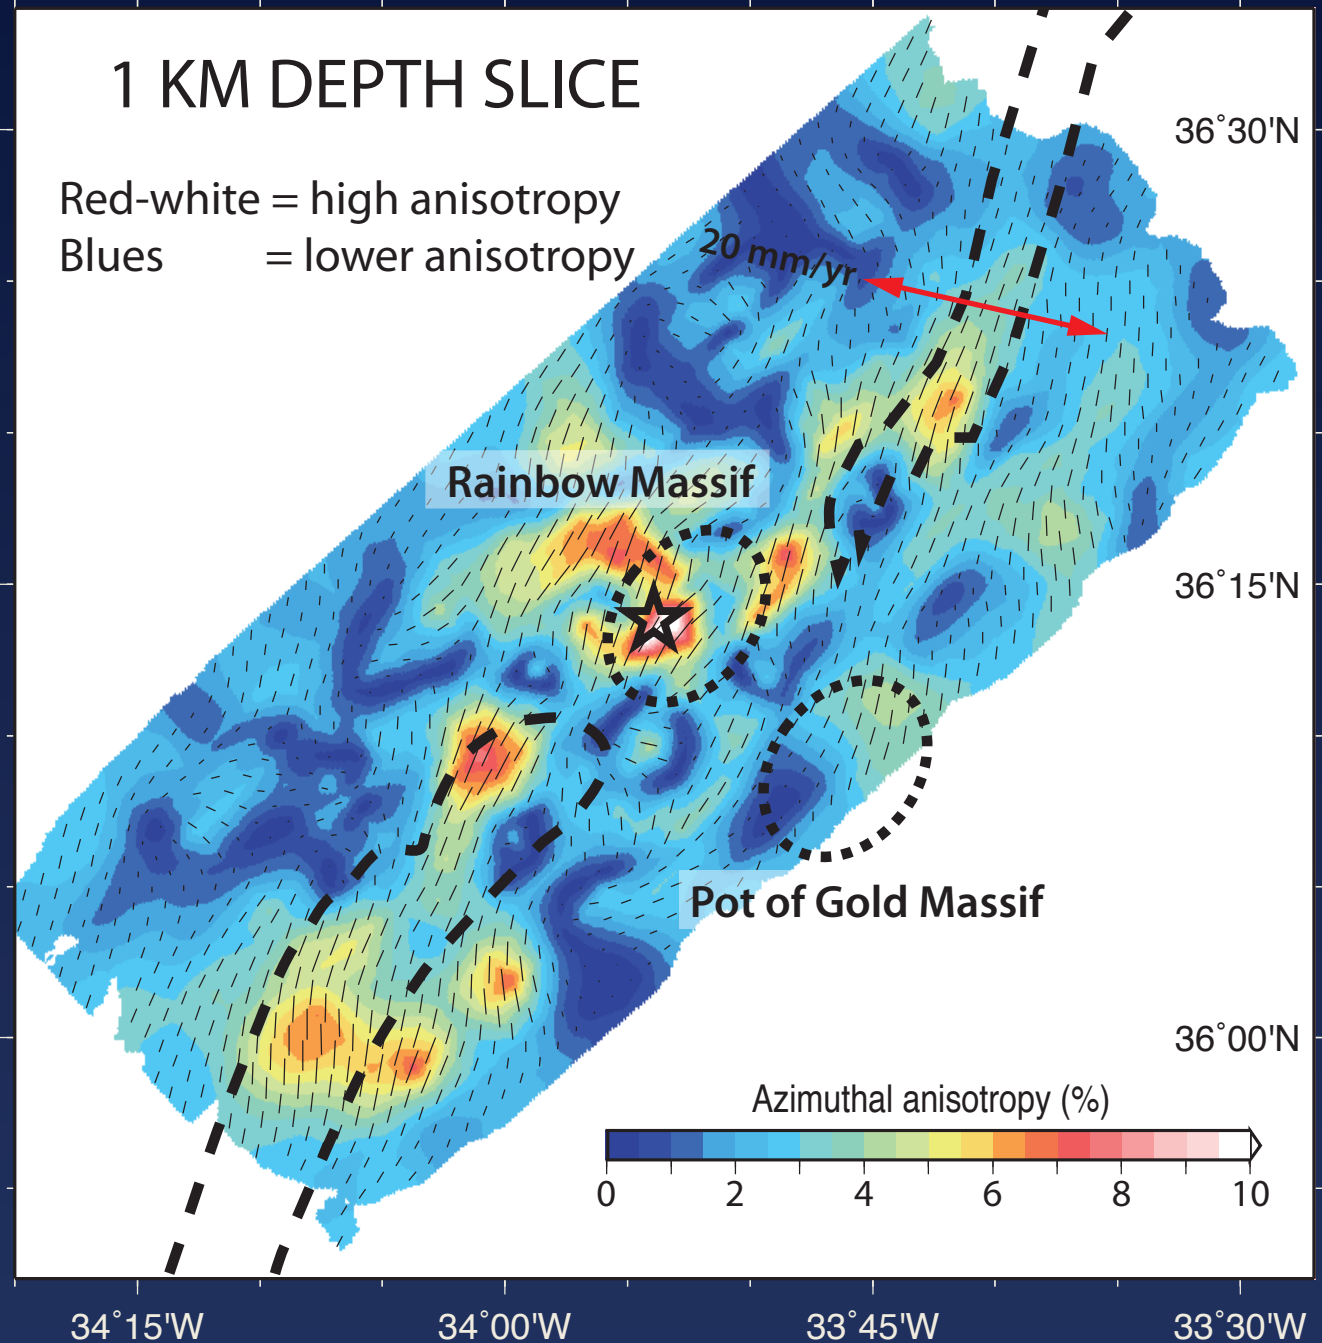 1 KM DEPTH SLICE
36˚30'N
Red-white = high anisotropy
Blues = lower anisotropy
20 mm/yr
Rainbow Massif
36˚15'N
Pot of Gold Massif
36˚00'N
Azimuthal anisotropy (%)
0 2 4 6 8 10
34˚15'W 34˚00'W 33˚45'W 33˚30'W